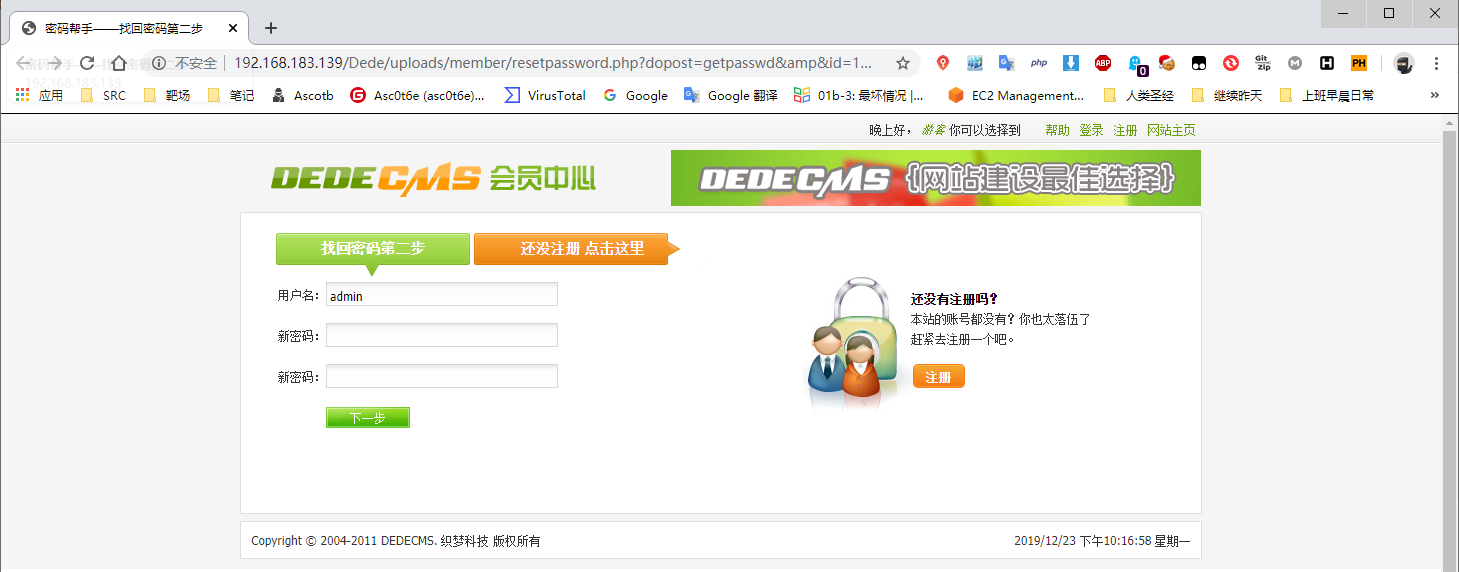 密码帮手——找回密码第二步
不安全 192.168.183.139/Dede/uploads/member/resetpassword.php?dopost=getpasswd&amp&id=1...
php ABP 0 Git Zip M H PH
应用 SRC 靶场 笔记 Ascotb Asc0t6e (asc0t6e)... VirusTotal Google Google 翻译 01b-3: 最坏情况 |... EC2 Management... 人类圣经 继续昨天 上班早晨日常 »
晚上好， 游客 你可以选择到 帮助 登录 注册 网站主页
DEDECMS 会员中心
DEDECMS {网站建设最佳选择}
找回密码第二步 还没注册 点击这里
用户名： admin
新密码：
新密码：
下一步
还没有注册吗？
本站的账号都没有？你也太落伍了
赶紧去注册一个吧。
注册
Copyright © 2004-2011 DEDECMS. 织梦科技 版权所有
2019/12/23 下午10:16:58 星期一